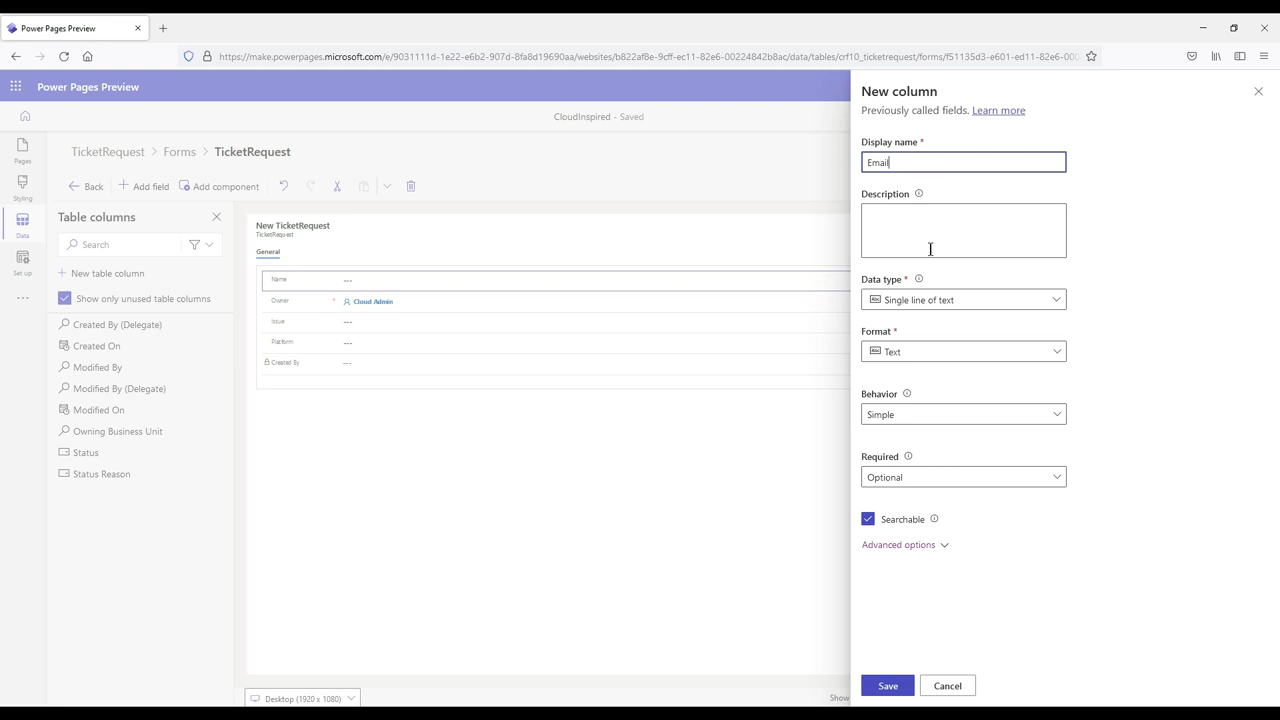 Power Pages Preview
https://make.powerpages.microsoft.com/e/9031111d-1e22-e6b2-907d-8fa8d19690aa/websites/b822af8e-9cff-ec11-82e6-00224842b8ac/data/tables/crf10_ticketrequest/forms/f51135d3-e601-ed11-82e6-000
Power Pages Preview
CloudInspired - Saved
Pages
Styling
Data
Set up
TicketRequest > Forms > TicketRequest
Back
Add field
Add component
Table columns
Search
New table column
Show only unused table columns
Created By (Delegate)
Created On
Modified By
Modified By (Delegate)
Modified On
Owning Business Unit
Status
Status Reason
New TicketRequest
TicketRequest
General
Name ---
Owner * Cloud Admin
Issue ---
Platform ---
Created By ---
Desktop (1920 x 1080)
Show
New column
Previously called fields. Learn more
Display name *
Email
Description
Data type *
Abc Single line of text
Format *
Abc Text
Behavior
Simple
Required
Optional
Searchable
Advanced options
Save
Cancel